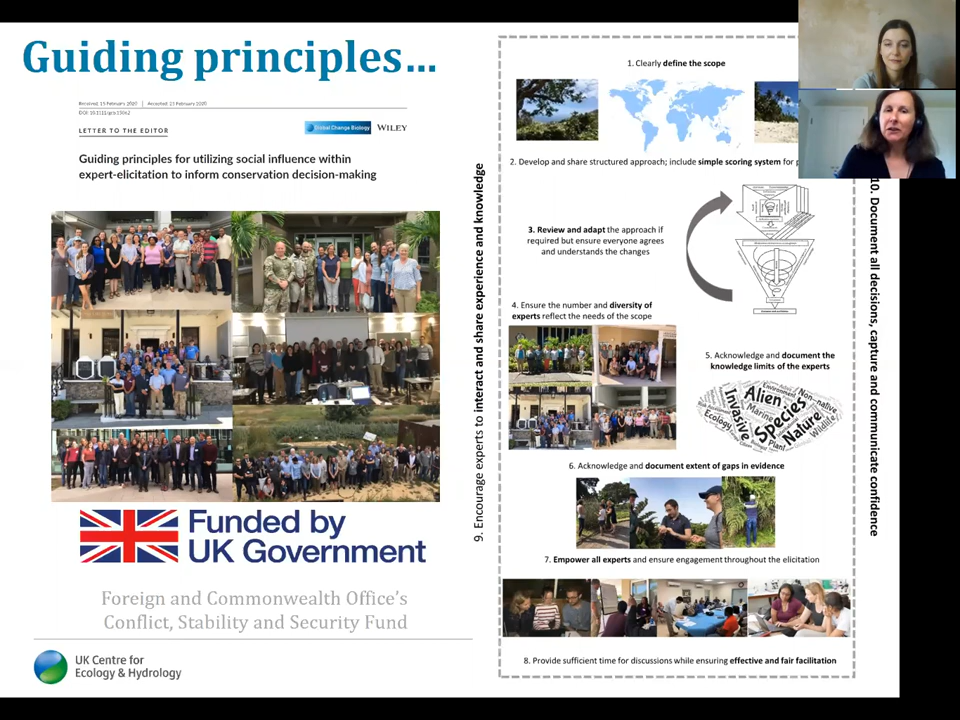 Guiding principles...
Received: 15 February 2020 | Accepted: 15 February 2020
LETTER TO THE EDITOR
Global Change Biology WILEY
Guiding principles for utilizing social influence within
expert-elicitation to inform conservation decision-making
Funded by
UK Government
Foreign and Commonwealth Office's
Conflict, Stability and Security Fund
UK Centre for
Ecology & Hydrology
9. Encourage experts to interact and share experience and knowledge
1. Clearly define the scope
2. Develop and share structured approach; include simple scoring system for
3. Review and adapt the approach if
required but ensure everyone agrees
and understands the changes
4. Ensure the number and diversity of
experts reflect the needs of the scope
5. Acknowledge and document the
knowledge limits of the experts
Alien
Species
Invasive
Nature
Marine
Ecology
Environment
Non-native
Wildlife
Plant
6. Acknowledge and document extent of gaps in evidence
7. Empower all experts and ensure engagement throughout the elicitation
8. Provide sufficient time for discussions while ensuring effective and fair facilitation
10. Document all decisions, capture and communicate confidence